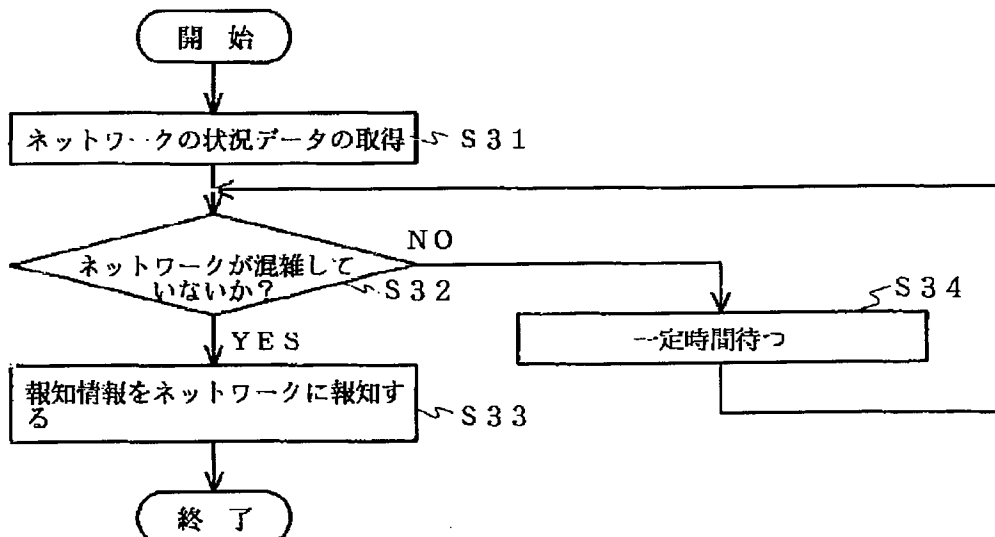 開 始
ネットワークの状況データの取得
S31
NO
ネットワークが混雑して
いないか?
S32
S34
一定時間待つ
YES
報知情報をネットワークに報知す
る
S33
終 了